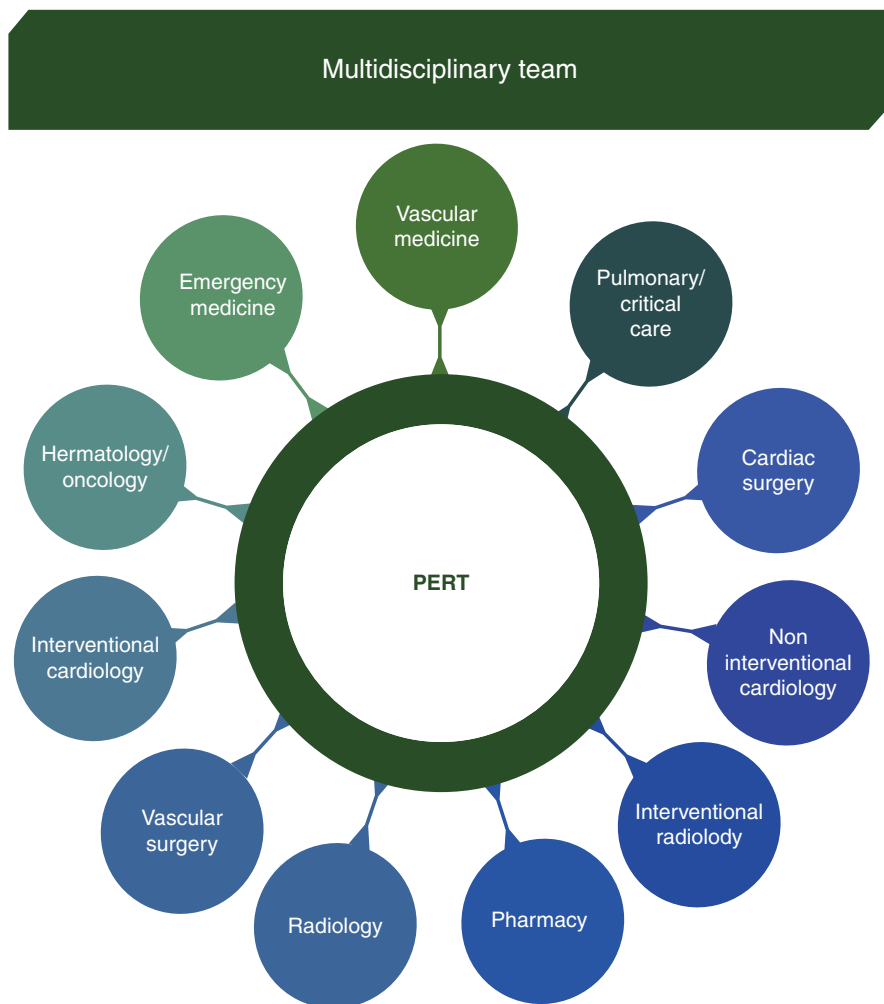 Multidisciplinary team
Vascular
medicine
Pulmonary/
critical
care
Cardiac
surgery
Non
interventional
cardiology
Interventional
radiolody
Pharmacy
Radiology
Vascular
surgery
Interventional
cardiology
Hermatology/
oncology
Emergency
medicine
PERT